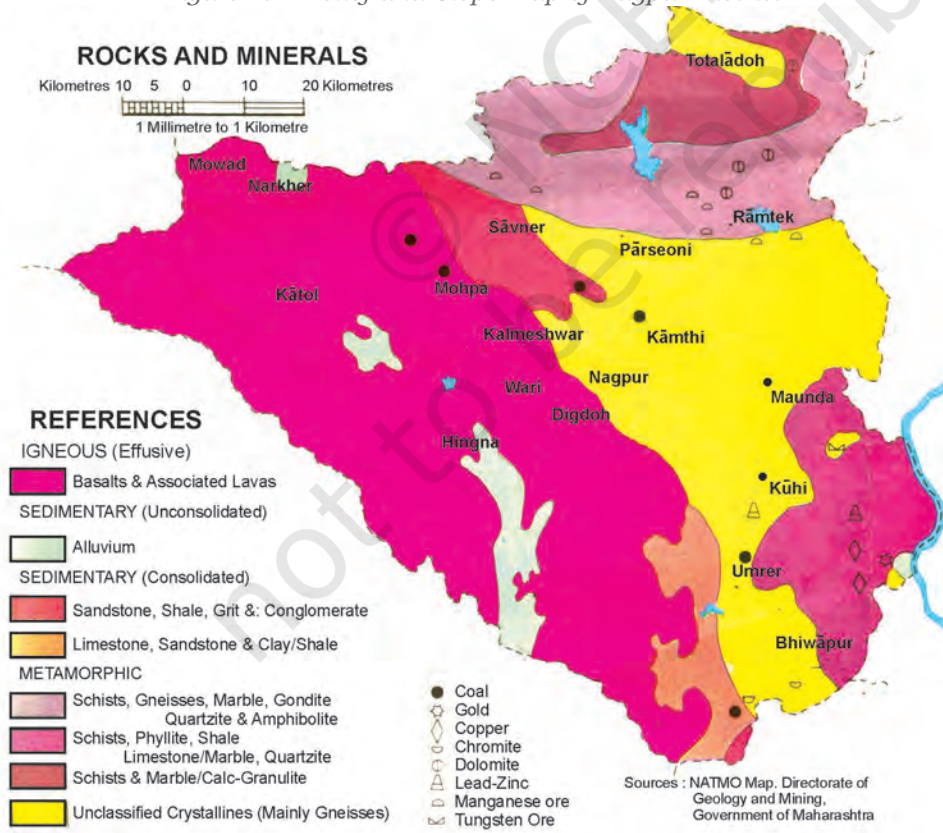 ROCKS AND MINERALS
Kilometres 10 5 0 10 20 Kilometres
1 Millimetre to 1 Kilometre
Totalādoh
Mowad
Narkher
Rāmtek
Sāvner
Pārseoni
Mohpa
Kātol
Kalmeshwar
Kāmthi
Nagpur
Wari
Maunda
Digdoh
Hingna
Kūhi
Umrer
Bhiwāpur
REFERENCES
IGNEOUS (Effusive)
Basalts & Associated Lavas
SEDIMENTARY (Unconsolidated)
Alluvium
SEDIMENTARY (Consolidated)
Sandstone, Shale, Grit &: Conglomerate
Limestone, Sandstone & Clay/Shale
METAMORPHIC
Schists, Gneisses, Marble, Gondite
Quartzite & Amphibolite
Schists, Phyllite, Shale
Limestone/Marble, Quartzite
Schists & Marble/Calc-Granulite
Unclassified Crystallines (Mainly Gneisses)
Coal
Gold
Copper
Chromite
Dolomite
Lead-Zinc
Manganese ore
Tungsten Ore
Sources : NATMO Map. Directorate of
Geology and Mining,
Government of Maharashtra
© NCE
not to be repub